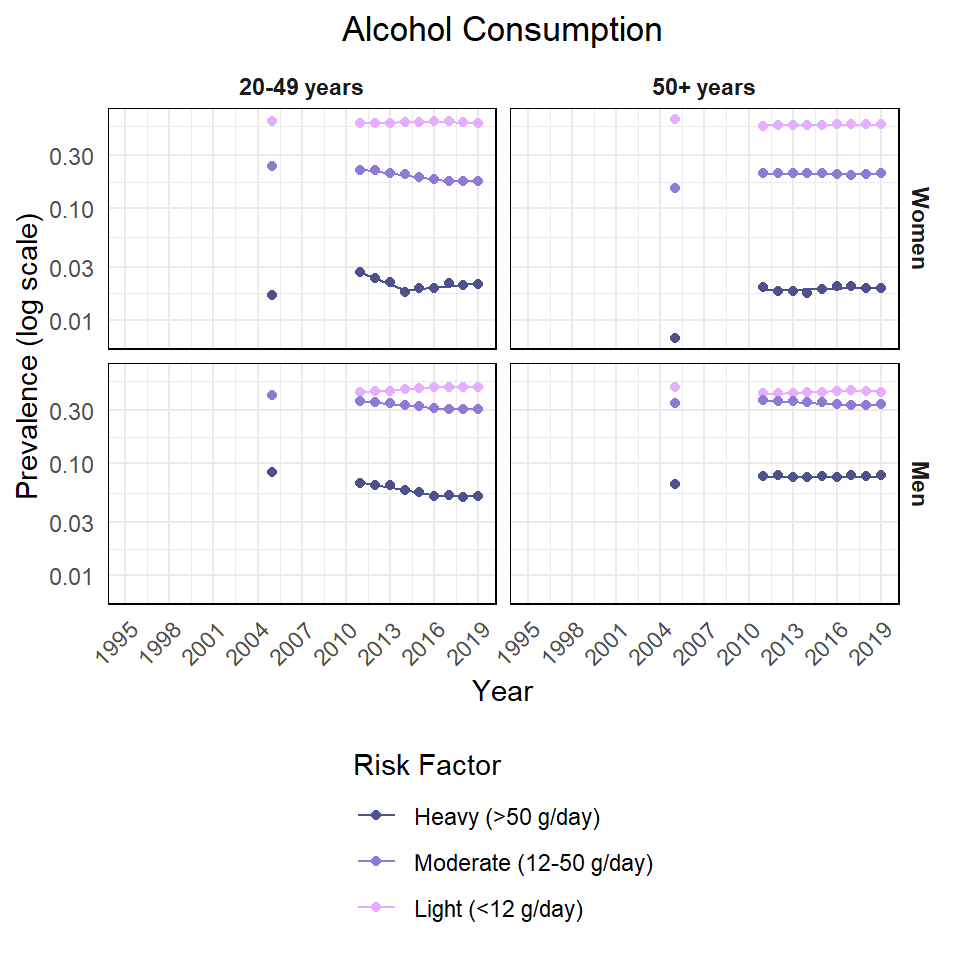 Alcohol Consumption
20-49 years
50+ years
Prevalence (log scale)
0.30
0.10
0.03
0.01
Women
0.30
0.10
0.03
0.01
Men
1995
1998
2001
2004
2007
2010
2013
2016
2019
1995
1998
2001
2004
2007
2010
2013
2016
2019
Year
Risk Factor
Heavy (>50 g/day)
Moderate (12-50 g/day)
Light (<12 g/day)